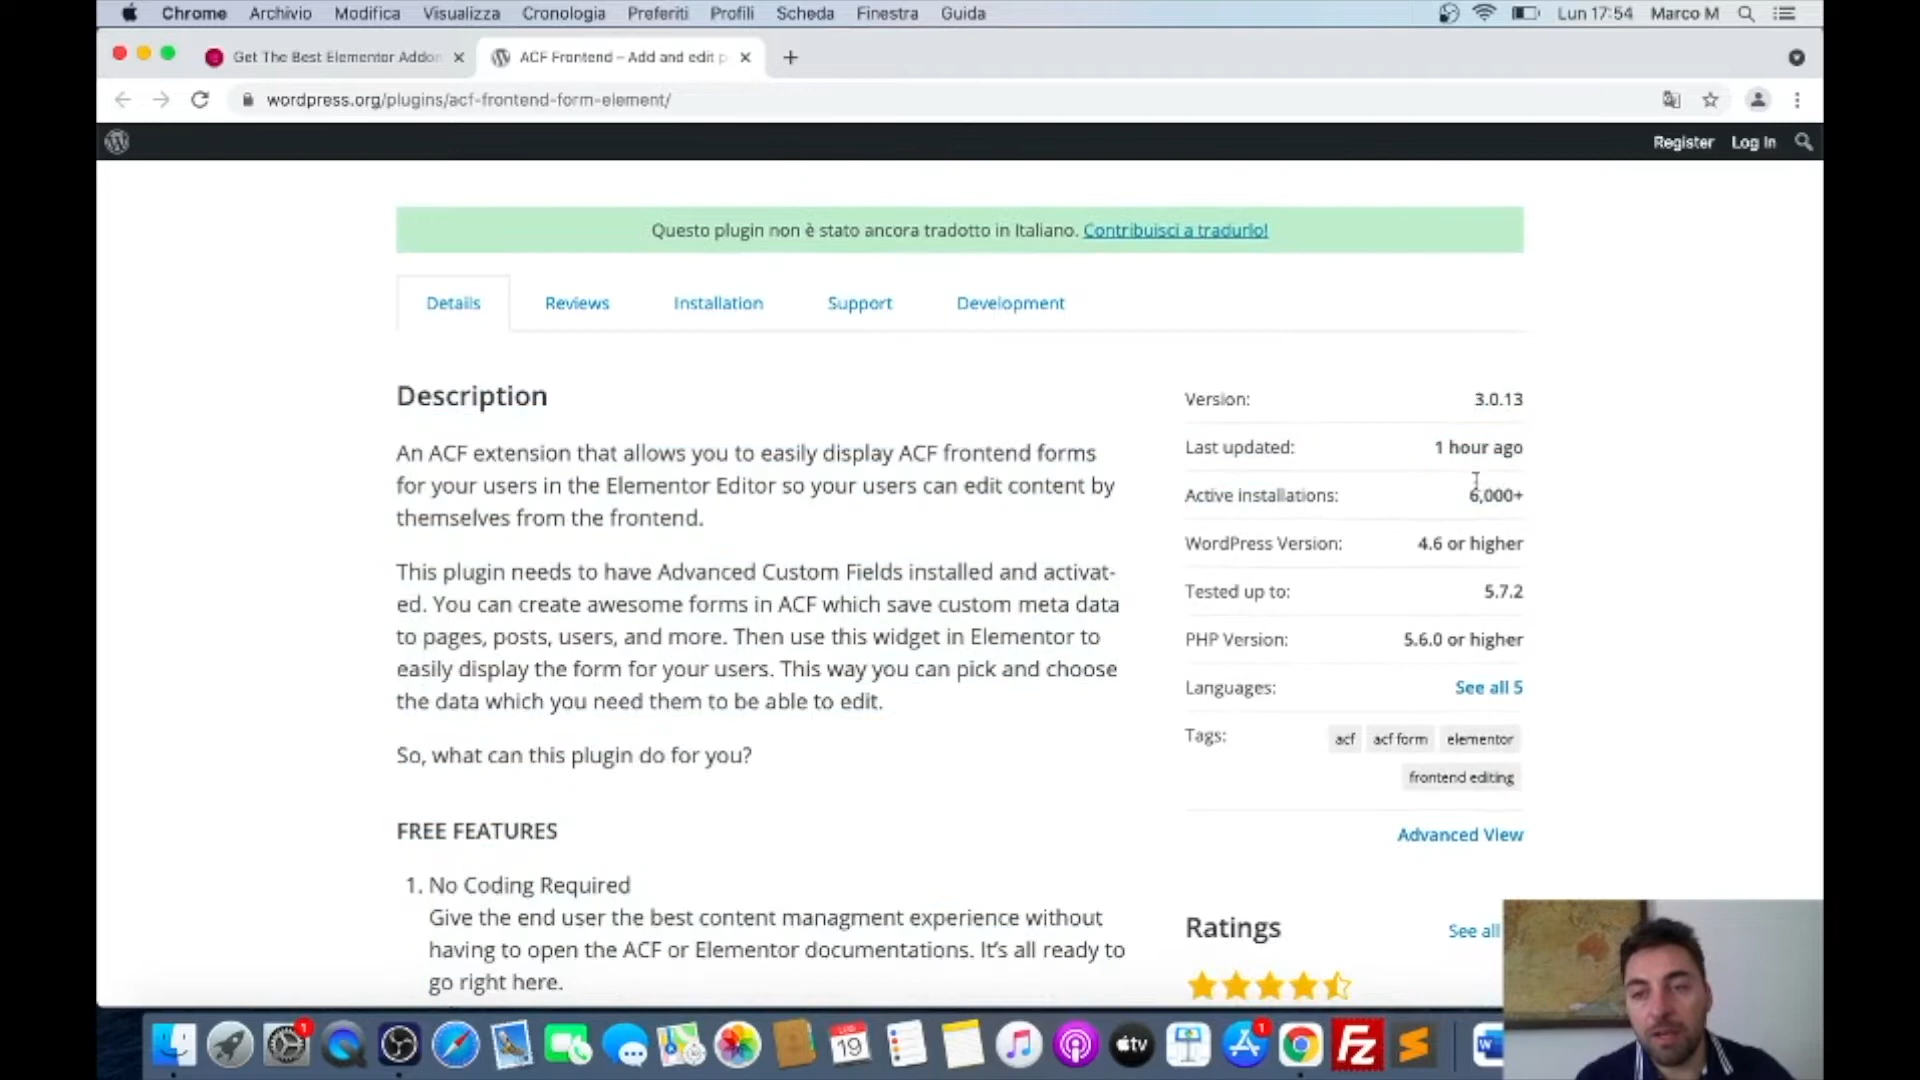 Chrome Archivio Modifica Visualizza Cronologia Preferiti Profili Scheda Finestra Guida Lun 17:54 Marco M
Get The Best Elementor Addon
ACF Frontend – Add and edit p
wordpress.org/plugins/acf-frontend-form-element/
Register Log In
Questo plugin non è stato ancora tradotto in Italiano. Contribuisci a tradurlo!
Details Reviews Installation Support Development
Description
An ACF extension that allows you to easily display ACF frontend forms
for your users in the Elementor Editor so your users can edit content by
themselves from the frontend.
This plugin needs to have Advanced Custom Fields installed and activat-
ed. You can create awesome forms in ACF which save custom meta data
to pages, posts, users, and more. Then use this widget in Elementor to
easily display the form for your users. This way you can pick and choose
the data which you need them to be able to edit.
So, what can this plugin do for you?
FREE FEATURES
1. No Coding Required
Give the end user the best content managment experience without
having to open the ACF or Elementor documentations. It's all ready to
go right here.
Version: 3.0.13
Last updated: 1 hour ago
Active installations: 6,000+
WordPress Version: 4.6 or higher
Tested up to: 5.7.2
PHP Version: 5.6.0 or higher
Languages: See all 5
Tags: acf acf form elementor
frontend editing
Advanced View
Ratings See all
1
LUG
19
tv
1
Fz
W